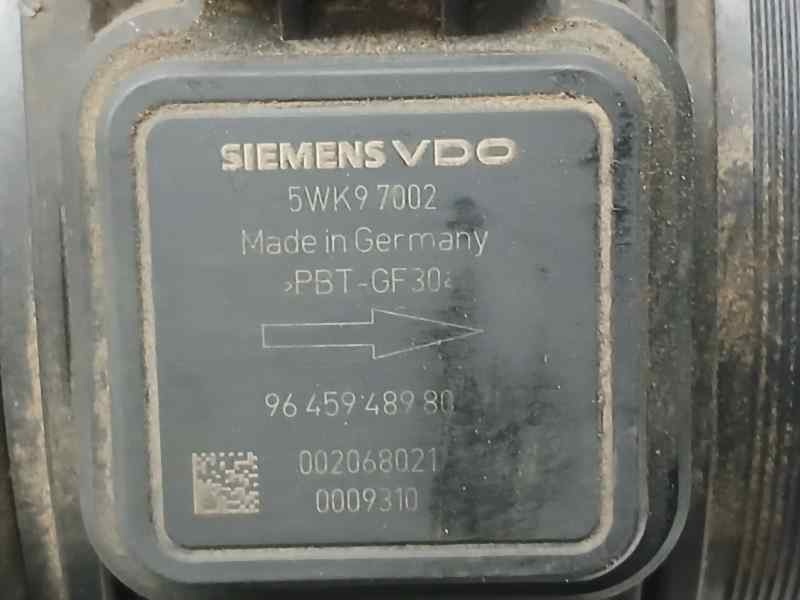 SIEMENS VDO
5WK9 7002
Made in Germany
>PBT-GF30<
96 459 489 80
002068021
0009310